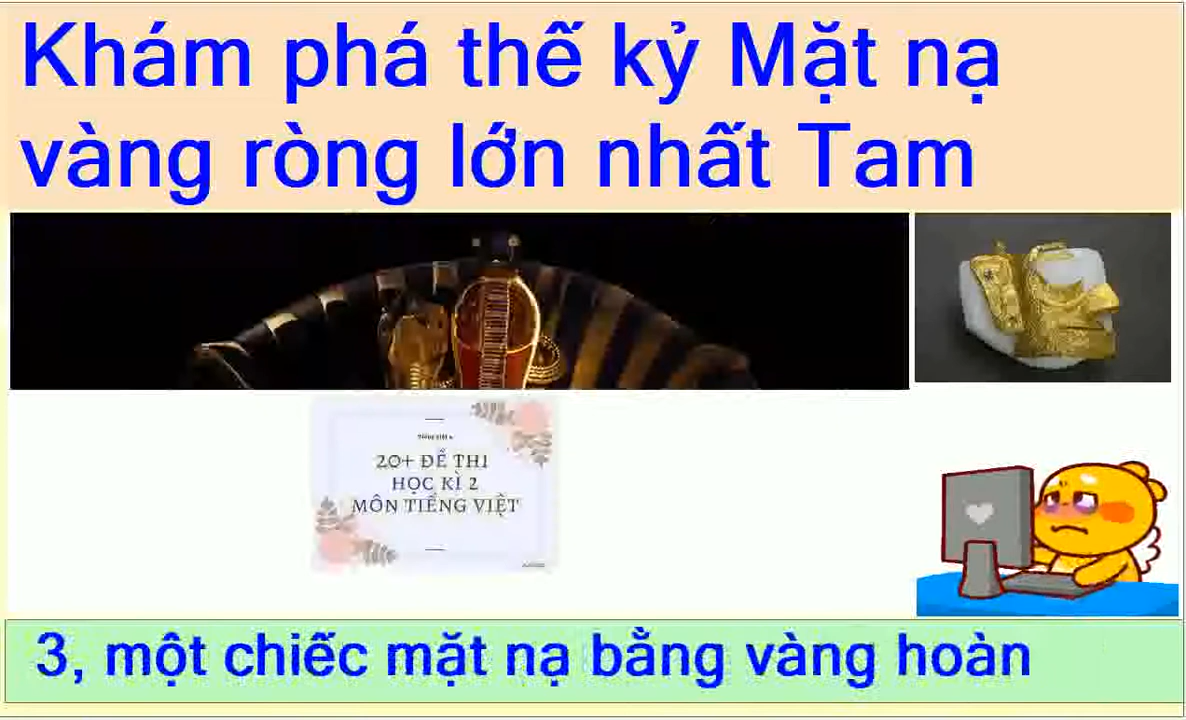 Khám phá thế kỷ Mặt nạ
vàng ròng lớn nhất Tam
20+ ĐỀ THI
HỌC KÌ 2
MÔN TIẾNG VIỆT
3, một chiếc mặt nạ bằng vàng hoàn